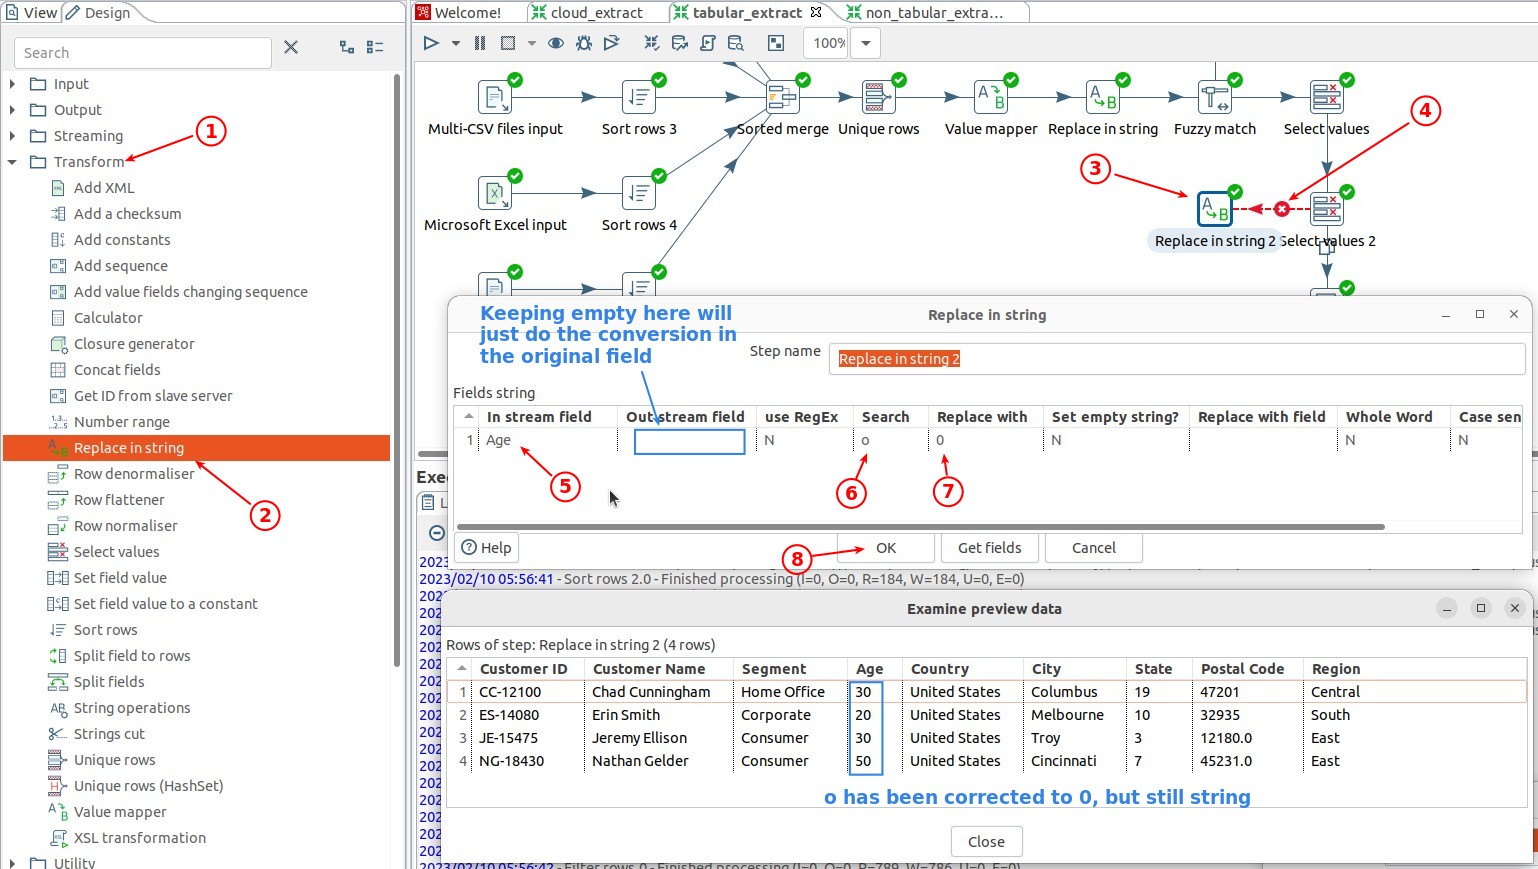 View
Design
Welcome!
cloud_extract
tabular_extract
non_tabular_extra...
Search
100%
Input
Output
Streaming
Transform
Add XML
Add a checksum
Add constants
Add sequence
Add value fields changing sequence
Calculator
Closure generator
Concat fields
Get ID from slave server
Number range
Replace in string
Row denormaliser
Row flattener
Row normaliser
Select values
Set field value
Set field value to a constant
Sort rows
Split field to rows
Split fields
String operations
Strings cut
Unique rows
Unique rows (HashSet)
Value mapper
XSL transformation
Utility
1
2
Multi-CSV files input
Sort rows 3
Sorted merge
Unique rows
Value mapper
Replace in string
Fuzzy match
Select values
3
4
Microsoft Excel input
Sort rows 4
Replace in string 2
Select values 2
Keeping empty here will
just do the conversion in
the original field
Replace in string
Step name
Replace in string 2
Fields string
In stream field Out stream field use RegEx Search Replace with Set empty string? Replace with field Whole Word Case sen
1 Age N o 0 N N N
5
6
7
8
Help
OK
Get fields
Cancel
2023/02/10 05:56:41 - Sort rows 2.0 - Finished processing (I=0, O=0, R=184, W=184, U=0, E=0)
Examine preview data
Rows of step: Replace in string 2 (4 rows)
Customer ID Customer Name Segment Age Country City State Postal Code Region
1 CC-12100 Chad Cunningham Home Office 30 United States Columbus 19 47201 Central
2 ES-14080 Erin Smith Corporate 20 United States Melbourne 10 32935 South
3 JE-15475 Jeremy Ellison Consumer 30 United States Troy 3 12180.0 East
4 NG-18430 Nathan Gelder Consumer 50 United States Cincinnati 7 45231.0 East
o has been corrected to 0, but still string
Close
2023/02/10 05:56:42 - Filter rows 0 - Finished processing (I=0, O=0, R=789, W=786, U=0, E=0)